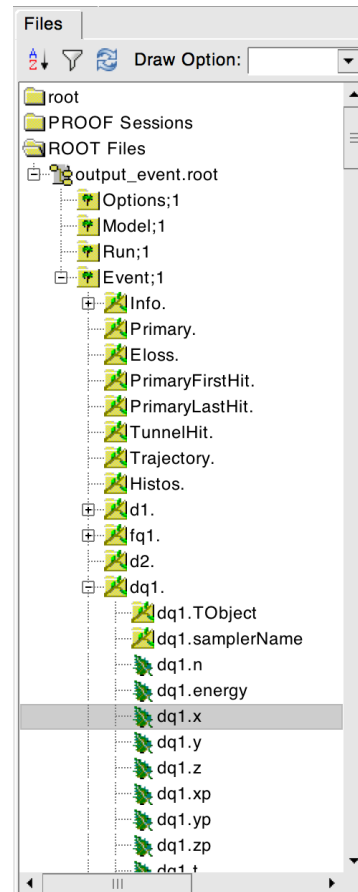 Files
Draw Option:
root
PROOF Sessions
ROOT Files
output_event.root
Options;1
Model;1
Run;1
Event;1
Info.
Primary.
Eloss.
PrimaryFirstHit.
PrimaryLastHit.
TunnelHit.
Trajectory.
Histos.
d1.
fq1.
d2.
dq1.
dq1.TObject
dq1.samplerName
dq1.n
dq1.energy
dq1.x
dq1.y
dq1.z
dq1.xp
dq1.yp
dq1.zp
dq1.t